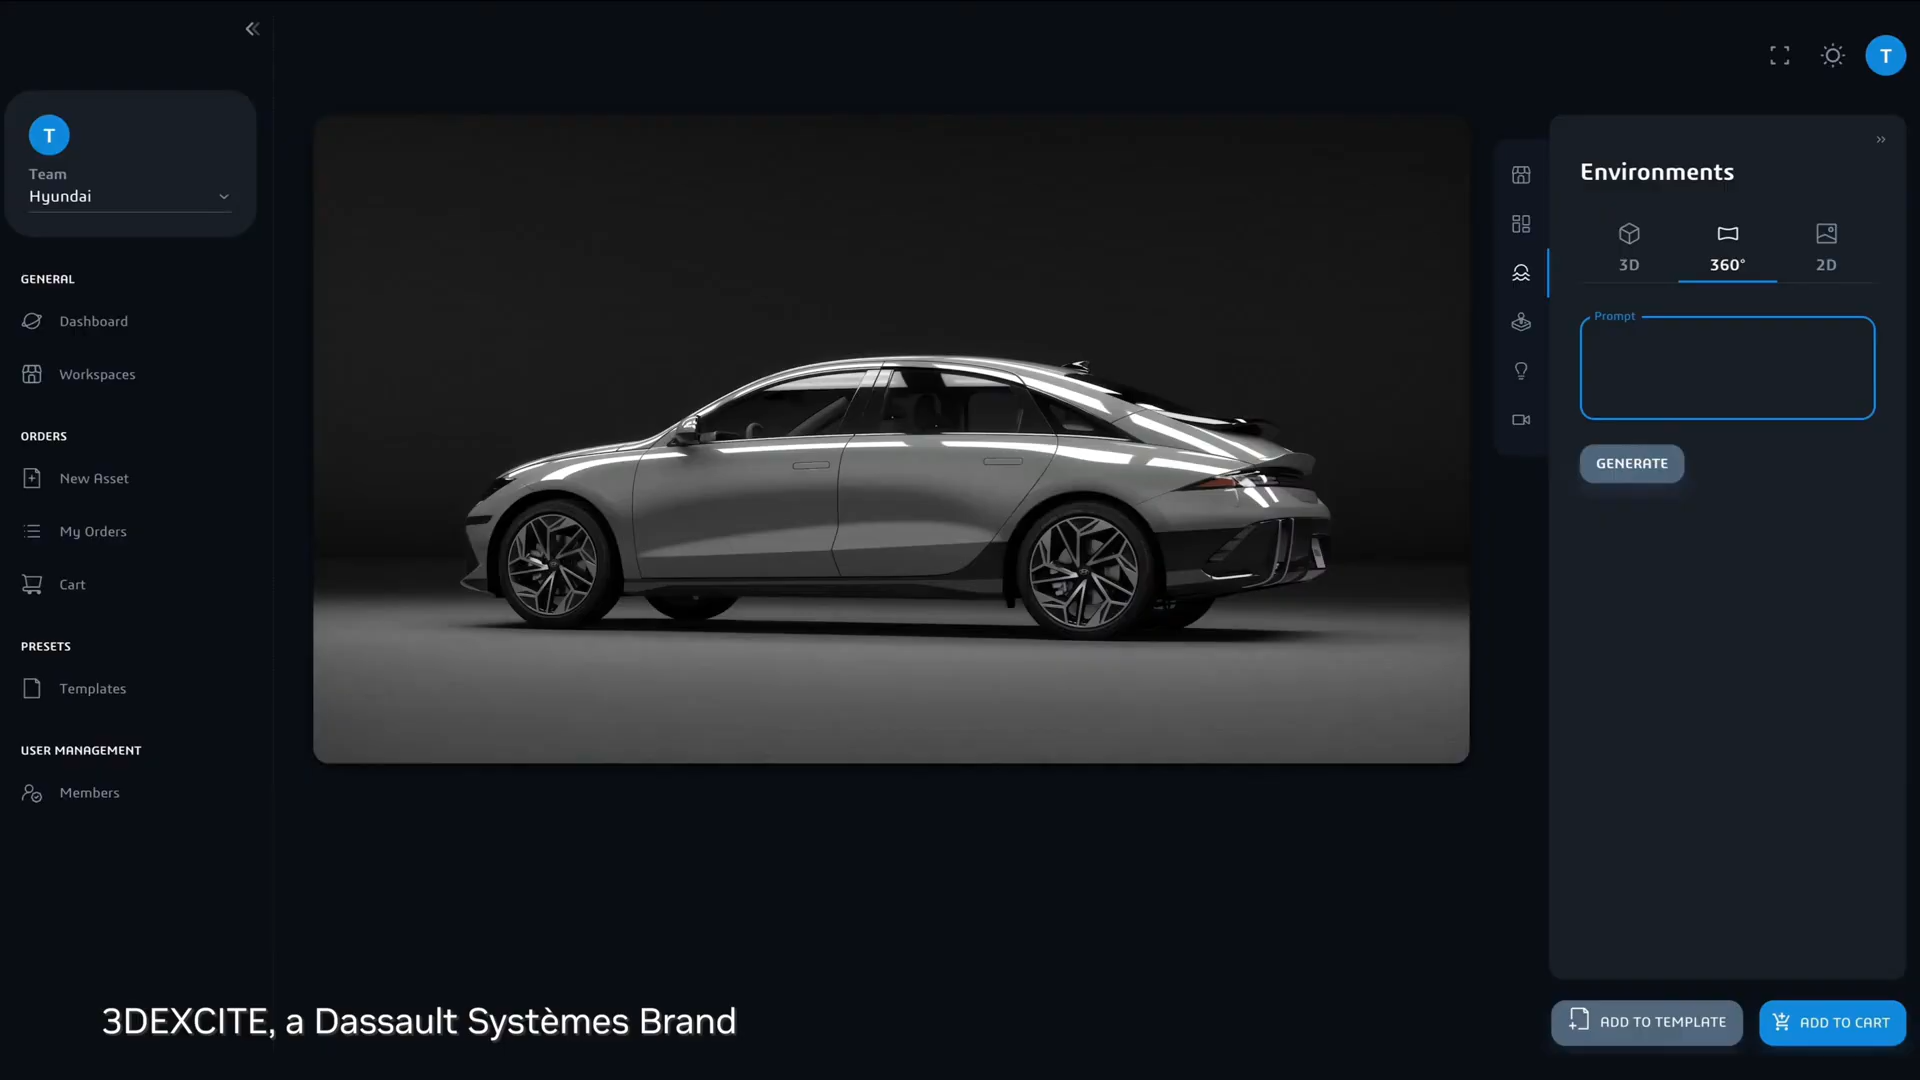 T
Team
Hyundai
GENERAL
Dashboard
Workspaces
ORDERS
New Asset
My Orders
Cart
PRESETS
Templates
USER MANAGEMENT
Members
T
Environments
3D
360°
2D
Prompt
GENERATE
ADD TO TEMPLATE
ADD TO CART
3DEXCITE, a Dassault Systèmes Brand